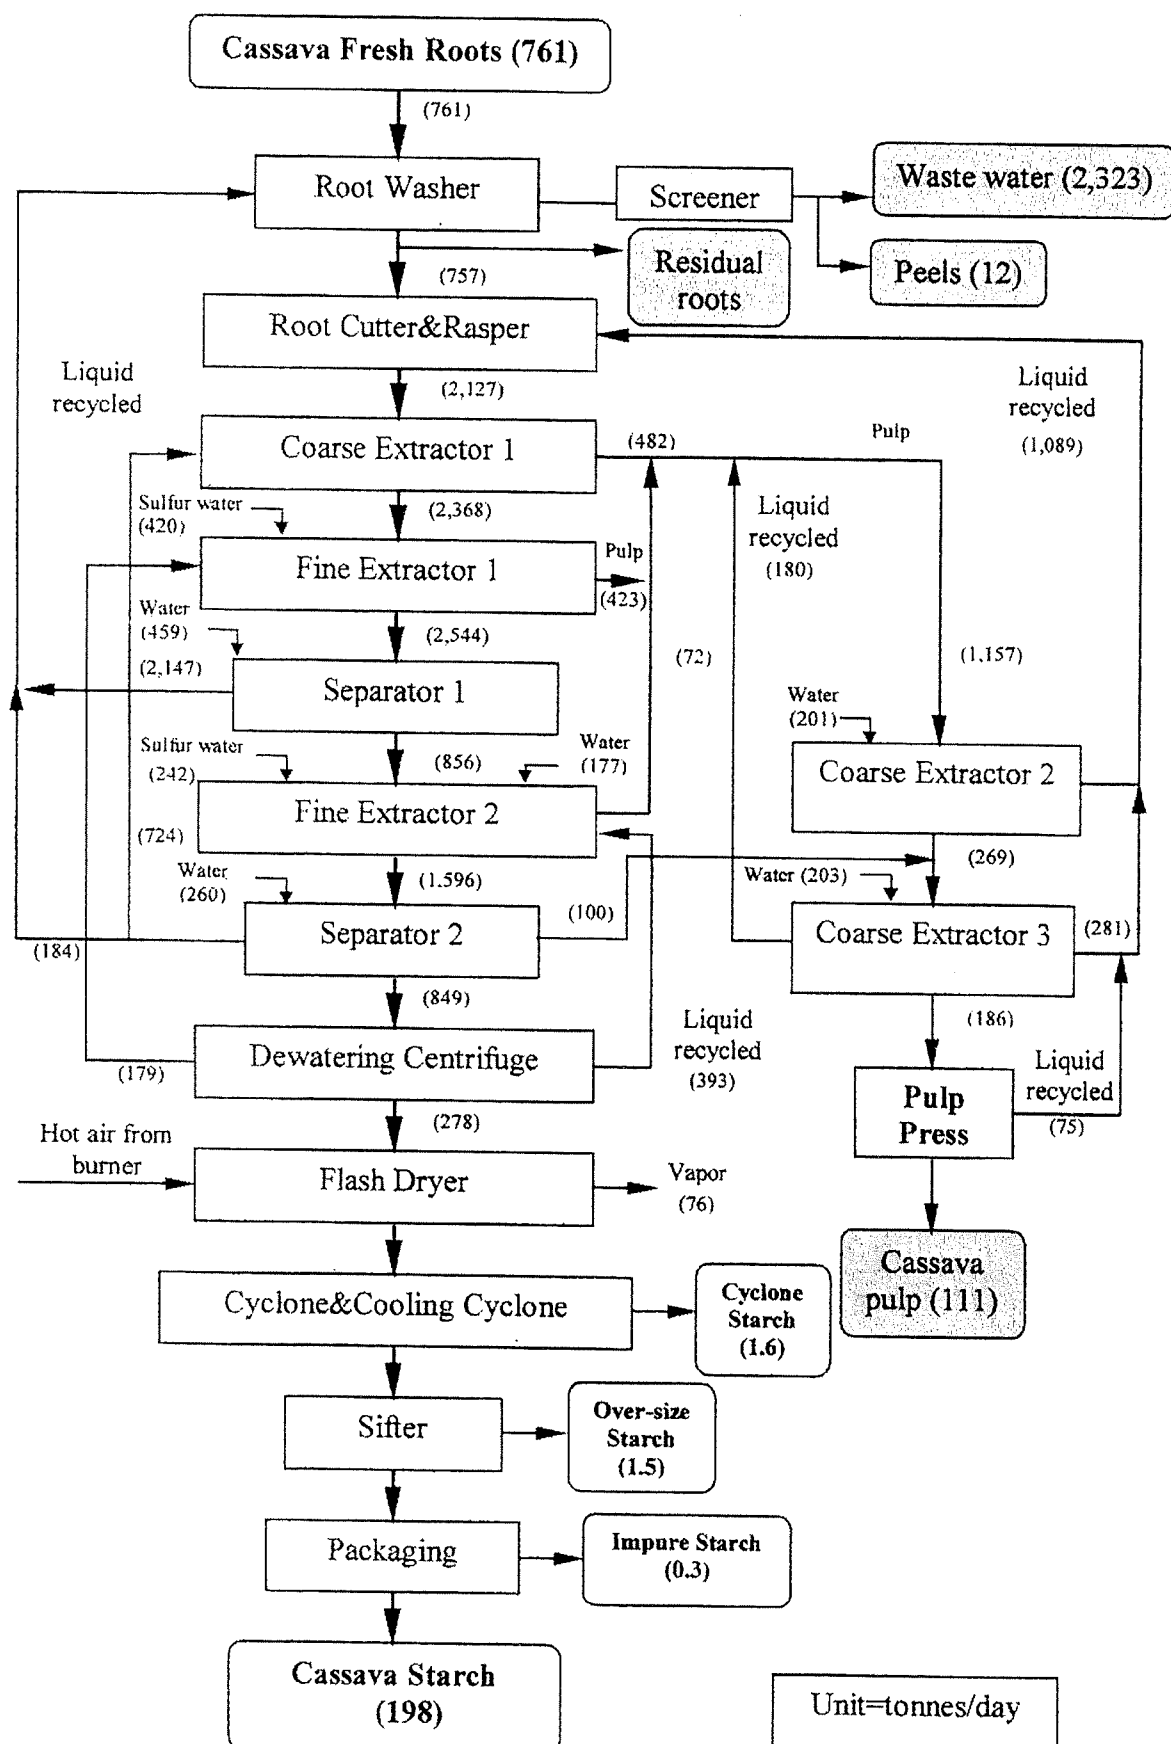 Cassava Fresh Roots (761)
(761)
Root Washer
Screener
Waste water (2,323)
Peels (12)
Residual
roots
(757)
Root Cutter&Rasper
Liquid
recycled
(2,127)
Liquid
recycled
(1,089)
Coarse Extractor 1
(482)
Pulp
Sulfur water
(420)
(2,368)
Liquid
recycled
(180)
Fine Extractor 1
Pulp
(423)
Water
(459)
(2,544)
(2,147)
(72)
(1,157)
Separator 1
Water
(201)
Sulfur water
(242)
(856)
Water
(177)
Coarse Extractor 2
Fine Extractor 2
(724)
(269)
Water
(260)
(1.596)
Water (203)
(100)
Separator 2
Coarse Extractor 3
(281)
(184)
(849)
(186)
Dewatering Centrifuge
Liquid
recycled
(393)
(179)
Liquid
recycled
(75)
Pulp
Press
(278)
Hot air from
burner
Flash Dryer
Vapor
(76)
Cassava
pulp (111)
Cyclone&Cooling Cyclone
Cyclone
Starch
(1.6)
Sifter
Over-size
Starch
(1.5)
Packaging
Impure Starch
(0.3)
Cassava Starch
(198)
Unit=tonnes/day